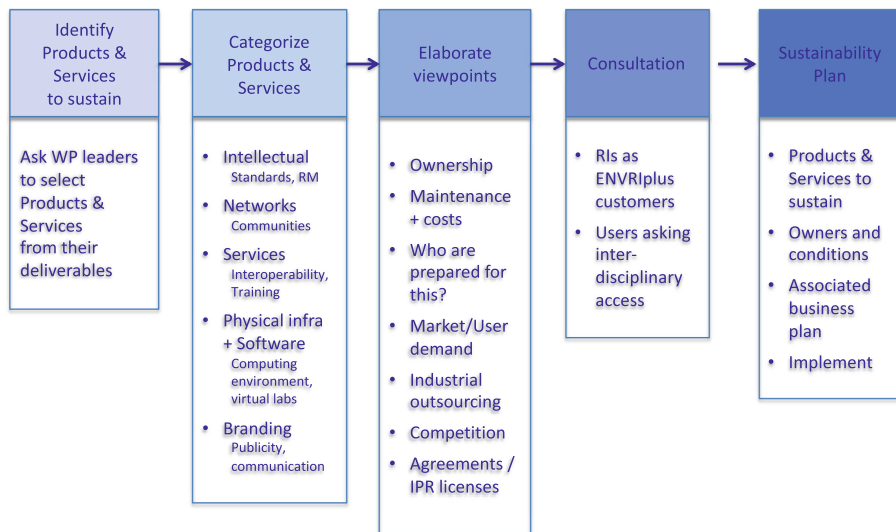 Identify
Products &
Services
to sustain
Ask WP leaders
to select
Products &
Services
from their
deliverables
Categorize
Products &
Services
• Intellectual
Standards, RM
• Networks
Communities
• Services
Interoperability,
Training
• Physical infra
+ Software
Computing
environment,
virtual labs
• Branding
Publicity,
communication
Elaborate
viewpoints
• Ownership
• Maintenance
+ costs
• Who are
prepared for
this?
• Market/User
demand
• Industrial
outsourcing
• Competition
• Agreements /
IPR licenses
Consultation
• RIs as
ENVRIplus
customers
• Users asking
inter-
disciplinary
access
Sustainability
Plan
• Products &
Services to
sustain
• Owners and
conditions
• Associated
business
plan
• Implement